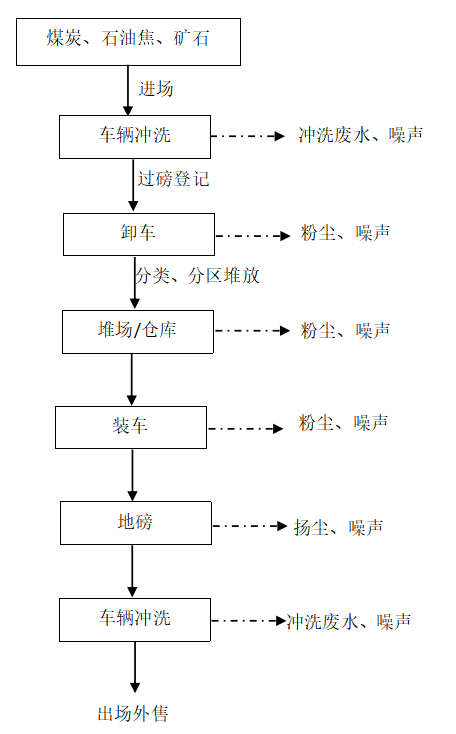 煤炭、石油焦、矿石
进场
车辆冲洗
冲洗废水、噪声
过磅登记
卸车
粉尘、噪声
分类、分区堆放
堆场/仓库
粉尘、噪声
装车
粉尘、噪声
地磅
扬尘、噪声
车辆冲洗
冲洗废水、噪声
出场外售